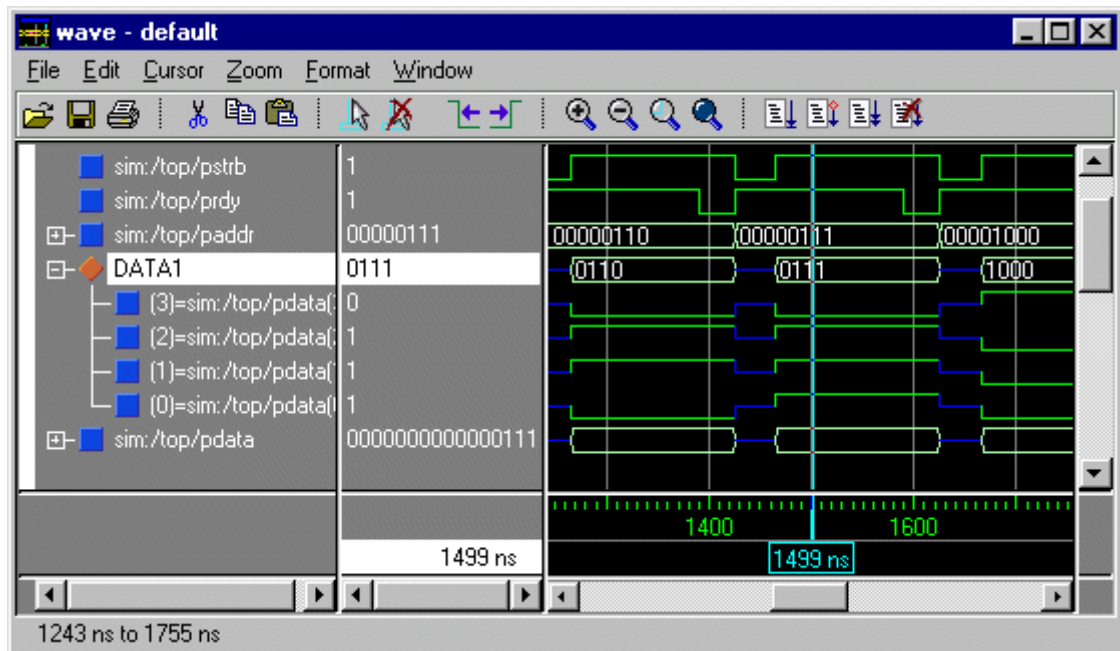 wave - default
File Edit Cursor Zoom Format Window
sim:/top/pstrb 1
sim:/top/prdy 1
sim:/top/paddr 00000111 00000110 00000111 00001000
DATA1 0111 0110 0111 1000
(3)=sim:/top/pdata( 0
(2)=sim:/top/pdata( 1
(1)=sim:/top/pdata( 1
(0)=sim:/top/pdata( 1
sim:/top/pdata 0000000000000111
1400 1600
1499 ns 1499 ns
1243 ns to 1755 ns